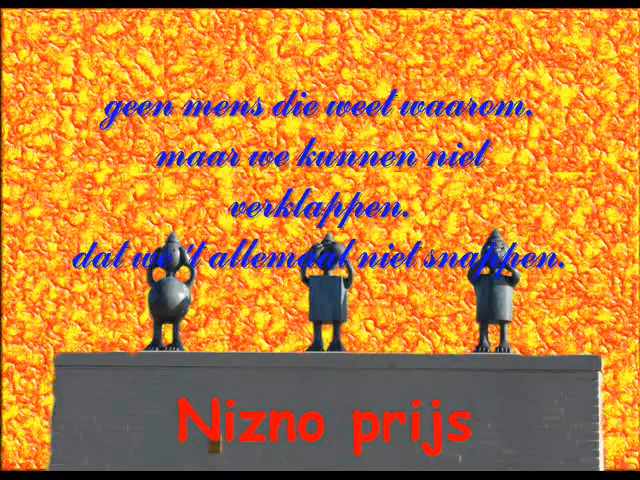 geen mens die weet waarom.
maar we kunnen niet
verklappen.
dat we 't allemaal niet snappen.
Nizno prijs